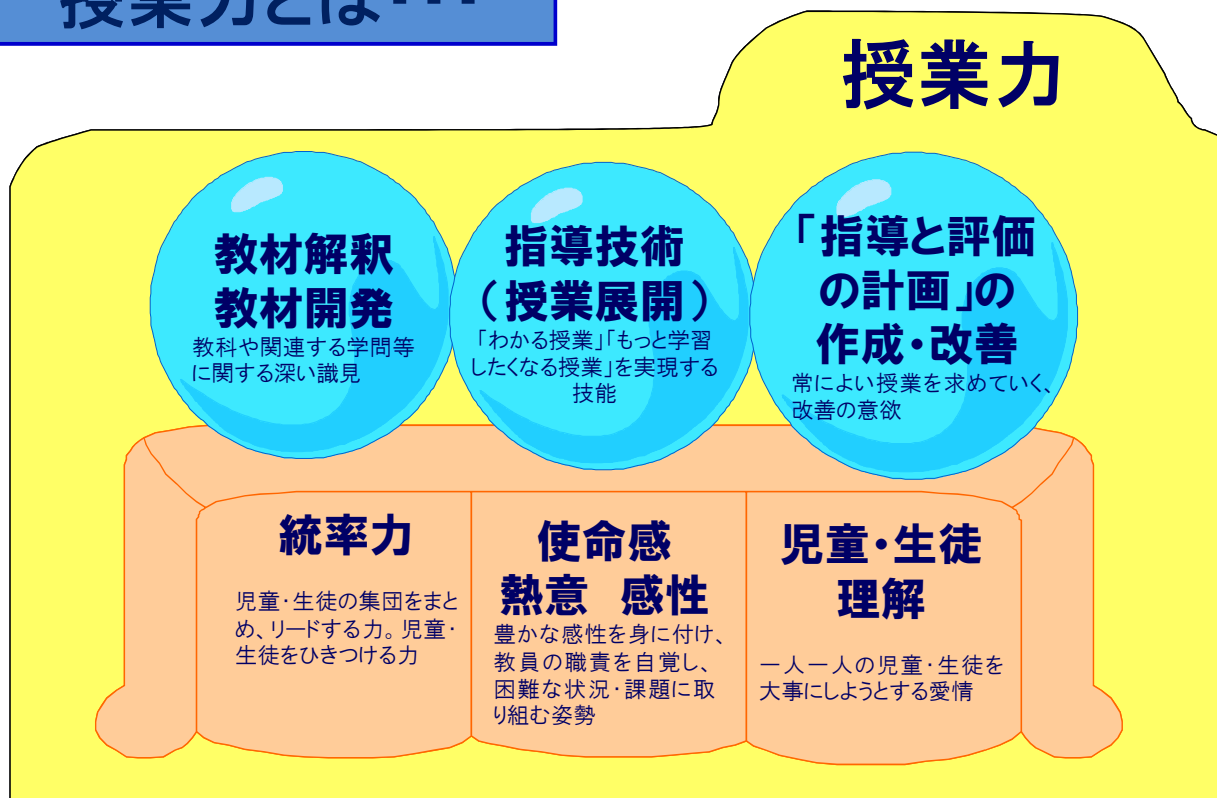 授業力とは・・・
授業力
教材解釈
教材開発
教科や関連する学問等
に関する深い識見
指導技術
（授業展開）
「わかる授業」「もっと学習
したくなる授業」を実現する
技能
「指導と評価
の計画」の
作成・改善
常によい授業を求めていく、
改善の意欲
統率力
児童・生徒の集団をまと
め、リードする力。児童・
生徒をひきつける力
使命感
熱意　感性
豊かな感性を身に付け、
教員の職責を自覚し、
困難な状況・課題に取
り組む姿勢
児童・生徒
理解
一人一人の児童・生徒を
大事にしようとする愛情